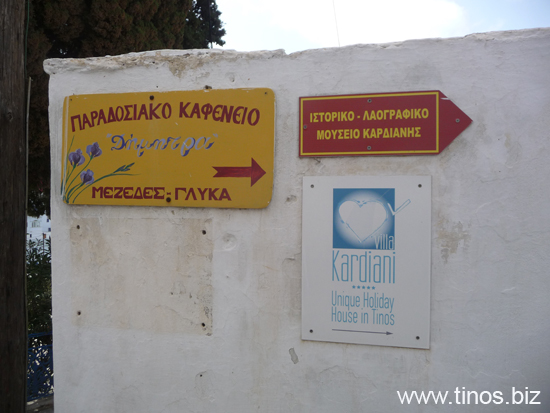 ΠΑΡΑΔΟΣΙΑΚΟ ΚΑΦΕΝΕΙΟ
ΜΕΖΕΔΕΣ-ΓΛΥΚΑ
ΙΣΤΟΡΙΚΟ - ΛΑΟΓΡΑΦΙΚΟ
ΜΟΥΣΕΙΟ ΚΑΡΔΙΑΝΗΣ
Villa
Kardiani
Unique Holiday
House in Tinos
www.tinos.biz